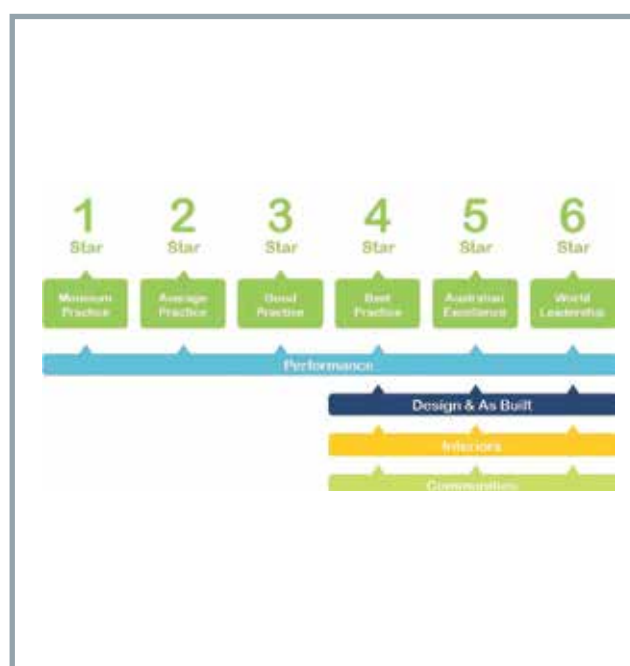 1 2 3 4 5 6
Star Star Star Star Star Star
Minimum Average Good Best Australian World
Practice Practice Practice Practice Excellence Leadership
Performance
Design & As Built
Interiors
Communities